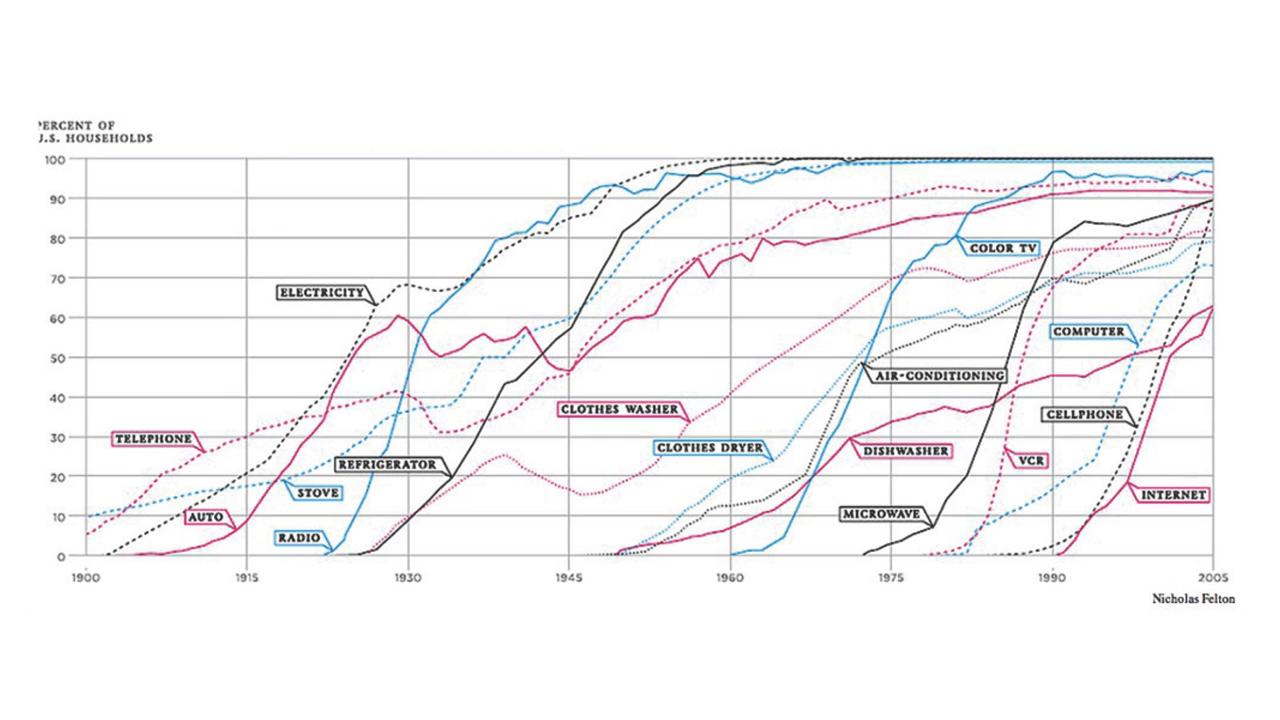 PERCENT OF
U.S. HOUSEHOLDS
100
90
80
70
60
50
40
30
20
10
0
ELECTRICITY
TELEPHONE
AUTO
STOVE
RADIO
REFRIGERATOR
CLOTHES WASHER
CLOTHES DRYER
COLOR TV
AIR-CONDITIONING
DISHWASHER
MICROWAVE
COMPUTER
CELLPHONE
VCR
INTERNET
1900 1915 1930 1945 1960 1975 1990 2005
Nicholas Felton